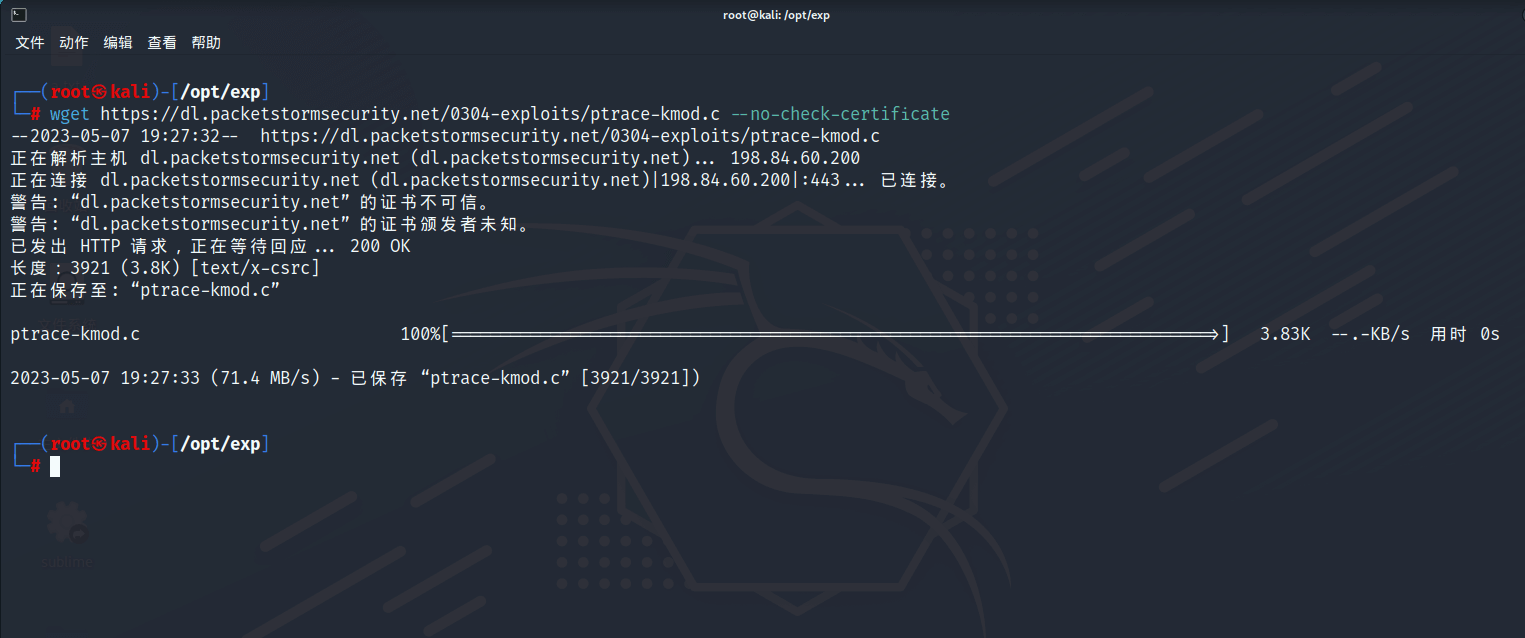 root@kali: /opt/exp
文件 动作 编辑 查看 帮助
┌──(root㉿kali)-[/opt/exp]
└─# wget https://dl.packetstormsecurity.net/0304-exploits/ptrace-kmod.c --no-check-certificate
--2023-05-07 19:27:32--  https://dl.packetstormsecurity.net/0304-exploits/ptrace-kmod.c
正在解析主机 dl.packetstormsecurity.net (dl.packetstormsecurity.net)... 198.84.60.200
正在连接 dl.packetstormsecurity.net (dl.packetstormsecurity.net)|198.84.60.200|:443... 已连接。
警告: “dl.packetstormsecurity.net” 的证书不可信。
警告: “dl.packetstormsecurity.net” 的证书颁发者未知。
已发出 HTTP 请求，正在等待回应... 200 OK
长度：3921 (3.8K) [text/x-csrc]
正在保存至: “ptrace-kmod.c”
ptrace-kmod.c 100%[===================>] 3.83K --.-KB/s 用时 0s
2023-05-07 19:27:33 (71.4 MB/s) - 已保存 “ptrace-kmod.c” [3921/3921])
┌──(root㉿kali)-[/opt/exp]
└─#
sublime